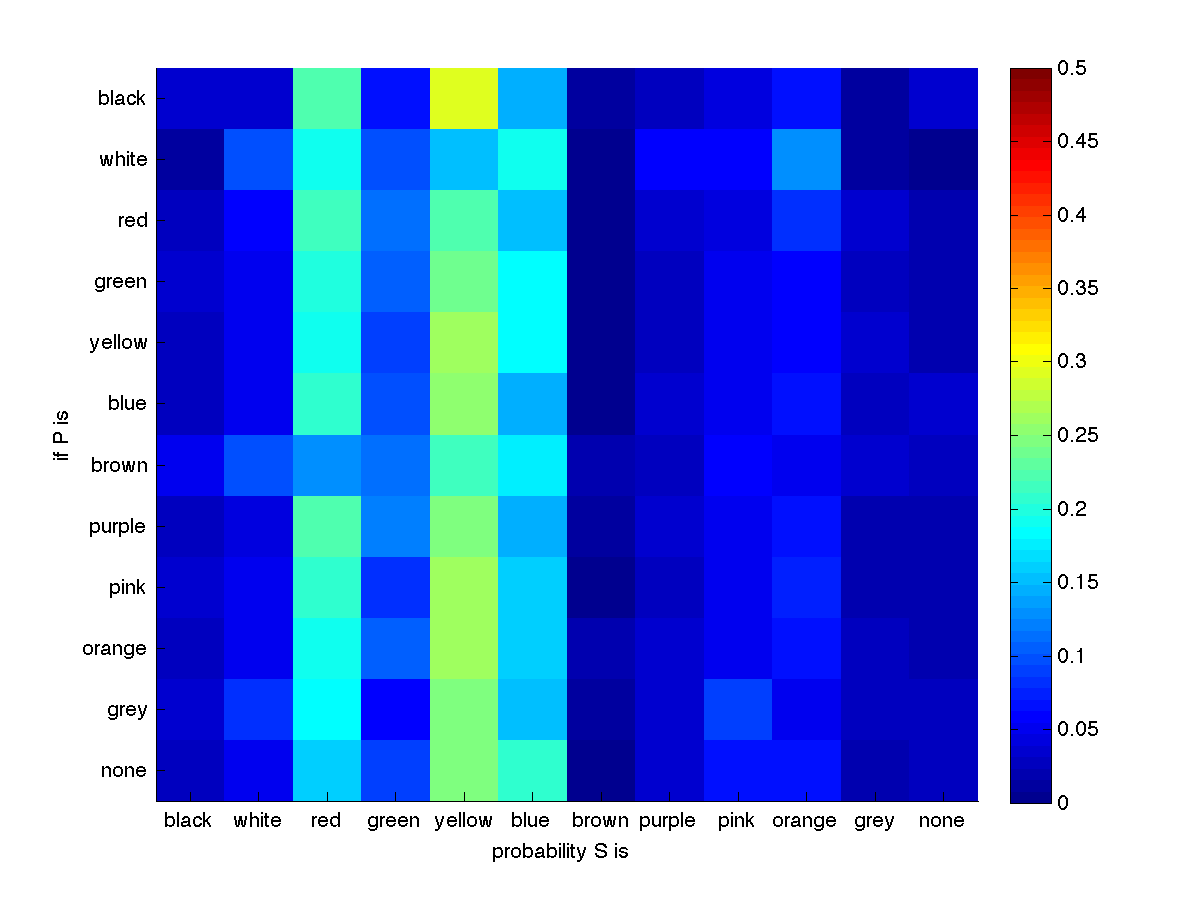 black
white
red
green
yellow
blue
brown
purple
pink
orange
grey
none
if P is
black white red green yellow blue brown purple pink orange grey none
probability S is
0.5
0.45
0.4
0.35
0.3
0.25
0.2
0.15
0.1
0.05
0